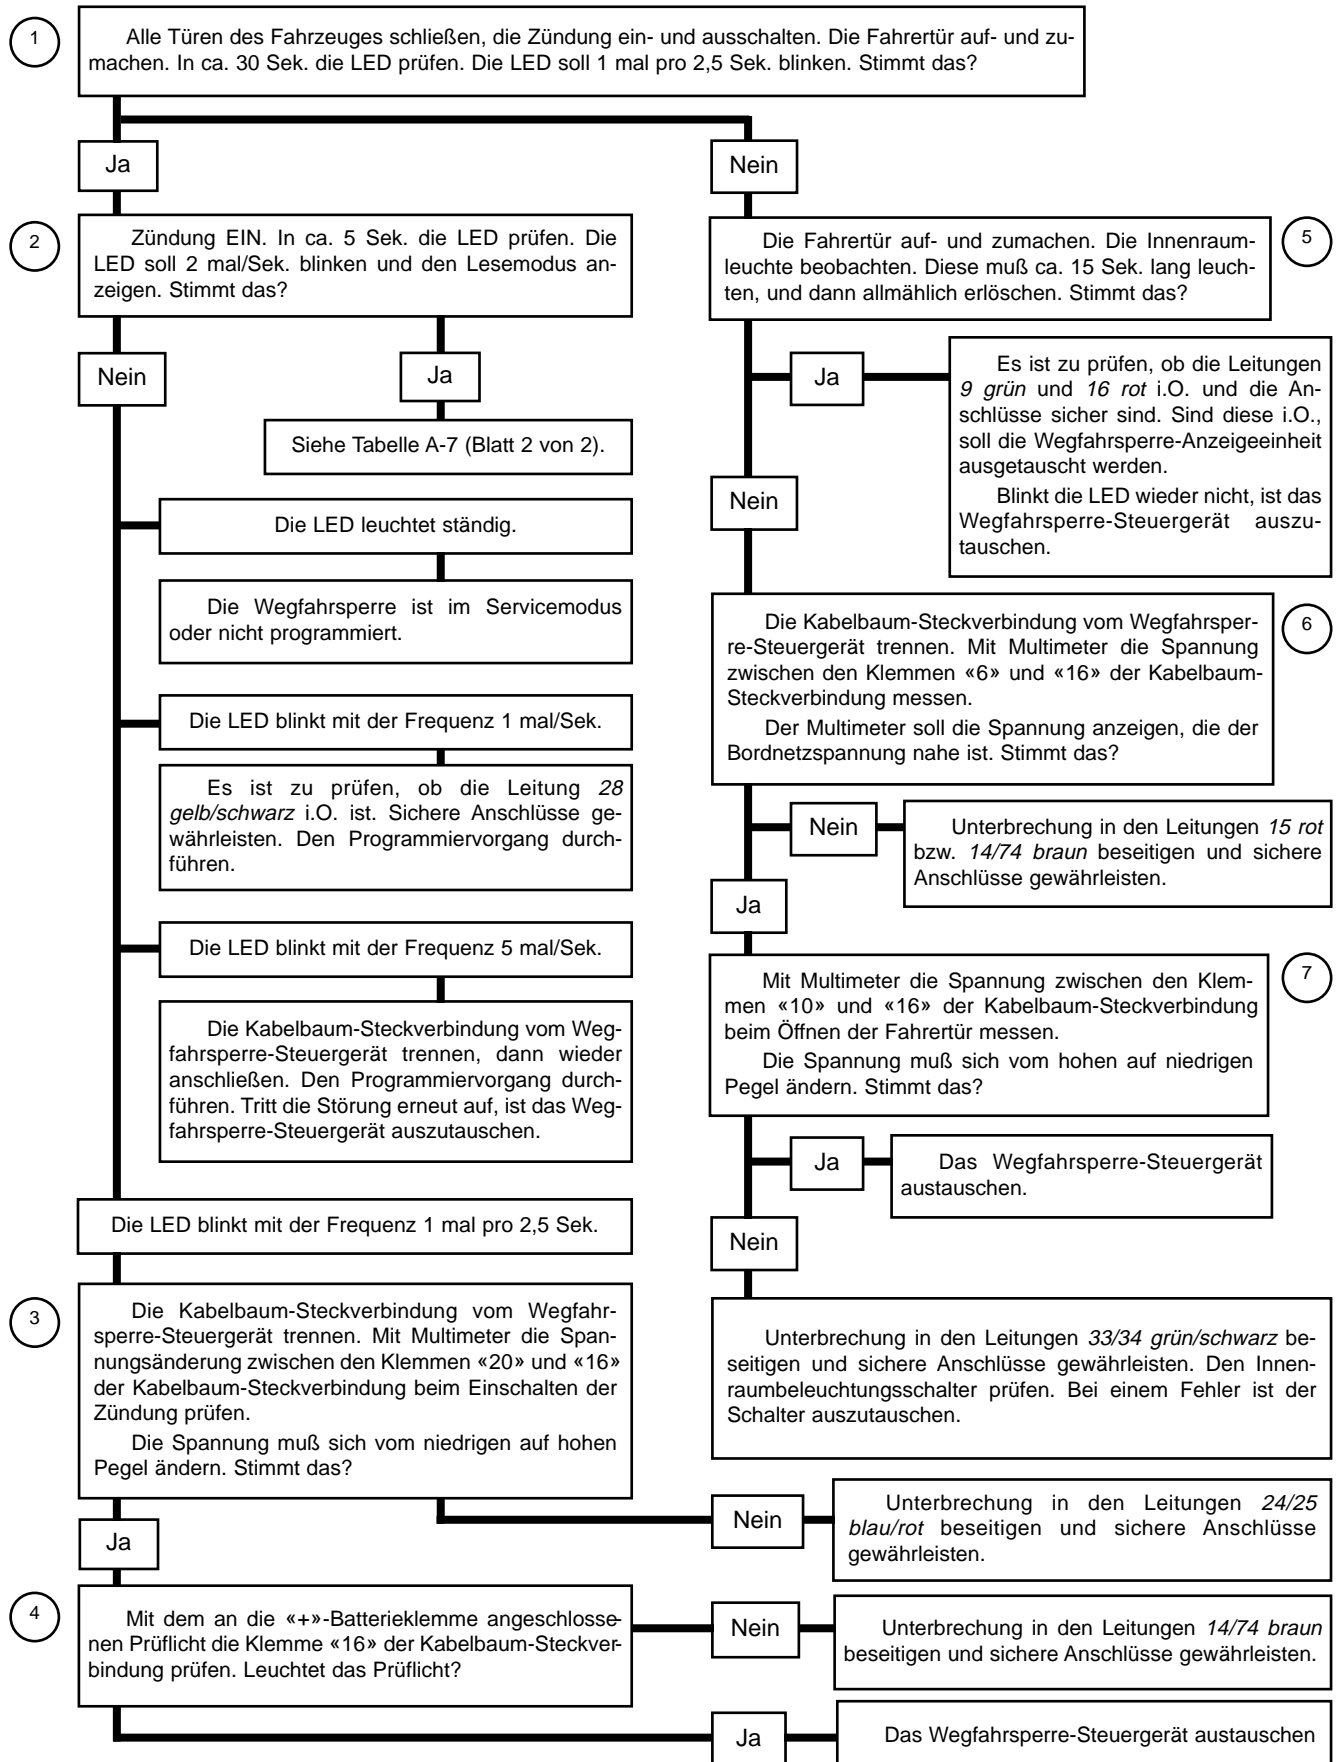 1
Alle Türen des Fahrzeuges schließen, die Zündung ein- und ausschalten. Die Fahrertür auf- und zu-
machen. In ca. 30 Sek. die LED prüfen. Die LED soll 1 mal pro 2,5 Sek. blinken. Stimmt das?
Ja
Nein
2
Zündung EIN. In ca. 5 Sek. die LED prüfen. Die
LED soll 2 mal/Sek. blinken und den Lesemodus an-
zeigen. Stimmt das?
Nein
Ja
Siehe Tabelle A-7 (Blatt 2 von 2).
Die LED leuchtet ständig.
Die Wegfahrsperre ist im Servicemodus
oder nicht programmiert.
Die LED blinkt mit der Frequenz 1 mal/Sek.
Es ist zu prüfen, ob die Leitung 28
gelb/schwarz i.O. ist. Sichere Anschlüsse ge-
währleisten. Den Programmiervorgang durch-
führen.
Die LED blinkt mit der Frequenz 5 mal/Sek.
Die Kabelbaum-Steckverbindung vom Weg-
fahrsperre-Steuergerät trennen, dann wieder
anschließen. Den Programmiervorgang durch-
führen. Tritt die Störung erneut auf, ist das Weg-
fahrsperre-Steuergerät auszutauschen.
Die LED blinkt mit der Frequenz 1 mal pro 2,5 Sek.
3
Die Kabelbaum-Steckverbindung vom Wegfahr-
sperre-Steuergerät trennen. Mit Multimeter die Span-
nungsänderung zwischen den Klemmen «20» und «16»
der Kabelbaum-Steckverbindung beim Einschalten der
Zündung prüfen.
Die Spannung muß sich vom niedrigen auf hohen
Pegel ändern. Stimmt das?
Nein
Unterbrechung in den Leitungen 24/25
blau/rot beseitigen und sichere Anschlüsse
gewährleisten.
Ja
4
Mit dem an die «+»-Batterieklemme angeschlosse-
nen Prüflicht die Klemme «16» der Kabelbaum-Steckver-
bindung prüfen. Leuchtet das Prüflicht?
Nein
Unterbrechung in den Leitungen 14/74 braun
beseitigen und sichere Anschlüsse gewährleisten.
Ja
Das Wegfahrsperre-Steuergerät austauschen
5
Die Fahrertür auf- und zumachen. Die Innenraum-
leuchte beobachten. Diese muß ca. 15 Sek. lang leuch-
ten, und dann allmählich erlöschen. Stimmt das?
Ja
Es ist zu prüfen, ob die Leitungen
9 grün und 16 rot i.O. und die An-
schlüsse sicher sind. Sind diese i.O.,
soll die Wegfahrsperre-Anzeigeeinheit
ausgetauscht werden.
Blinkt die LED wieder nicht, ist das
Wegfahrsperre-Steuergerät auszu-
tauschen.
Nein
6
Die Kabelbaum-Steckverbindung vom Wegfahrsper-
re-Steuergerät trennen. Mit Multimeter die Spannung
zwischen den Klemmen «6» und «16» der Kabelbaum-
Steckverbindung messen.
Der Multimeter soll die Spannung anzeigen, die der
Bordnetzspannung nahe ist. Stimmt das?
Nein
Unterbrechung in den Leitungen 15 rot
bzw. 14/74 braun beseitigen und sichere
Anschlüsse gewährleisten.
Ja
7
Mit Multimeter die Spannung zwischen den Klem-
men «10» und «16» der Kabelbaum-Steckverbindung
beim Öffnen der Fahrertür messen.
Die Spannung muß sich vom hohen auf niedrigen
Pegel ändern. Stimmt das?
Ja
Das Wegfahrsperre-Steuergerät
austauschen.
Nein
Unterbrechung in den Leitungen 33/34 grün/schwarz be-
seitigen und sichere Anschlüsse gewährleisten. Den Innen-
raumbeleuchtungsschalter prüfen. Bei einem Fehler ist der
Schalter auszutauschen.